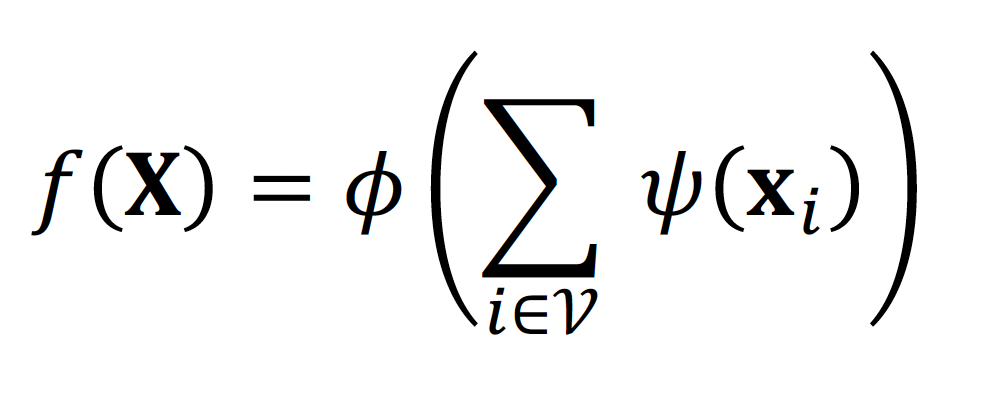 f(𝐗) = ϕ(∑_{i∈𝒱} ψ(𝐱_i))